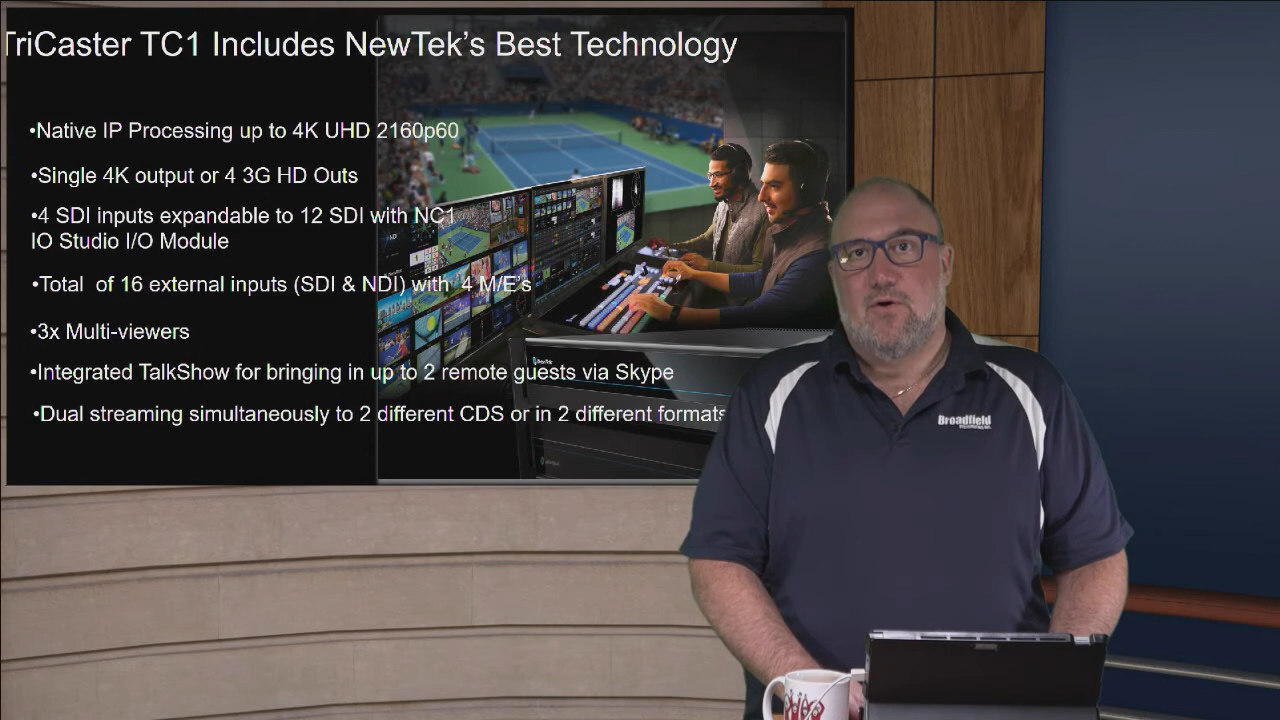 TriCaster TC1 Includes NewTek's Best Technology
•Native IP Processing up to 4K UHD 2160p60
•Single 4K output or 4 3G HD Outs
•4 SDI inputs expandable to 12 SDI with NC1
IO Studio I/O Module
•Total of 16 external inputs (SDI & NDI) with 4 M/E's
•3x Multi-viewers
•Integrated TalkShow for bringing in up to 2 remote guests via Skype
•Dual streaming simultaneously to 2 different CDS or in 2 different formats
Broadfield